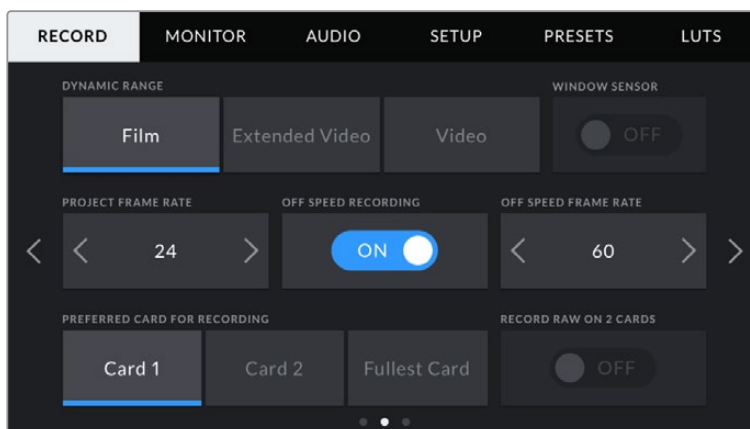 RECORD MONITOR AUDIO SETUP PRESETS LUTS
DYNAMIC RANGE WINDOW SENSOR
Film Extended Video Video OFF
PROJECT FRAME RATE OFF SPEED RECORDING OFF SPEED FRAME RATE
24 ON 60
PREFERRED CARD FOR RECORDING RECORD RAW ON 2 CARDS
Card 1 Card 2 Fullest Card OFF